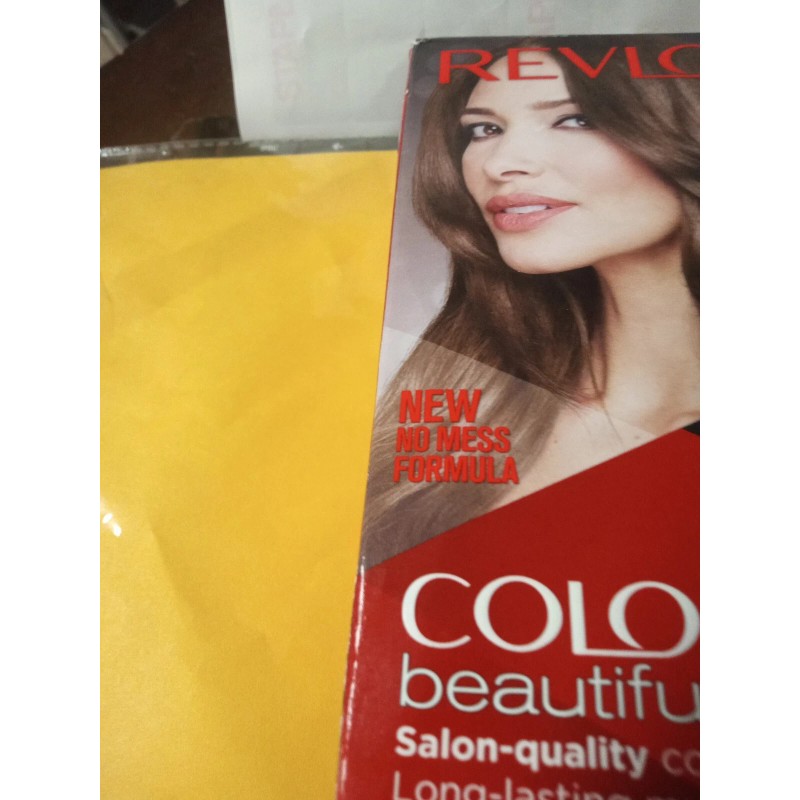 REVLO
NEW
NO MESS
FORMULA
COLO
beautifu
Salon-quality co
Long-lasting